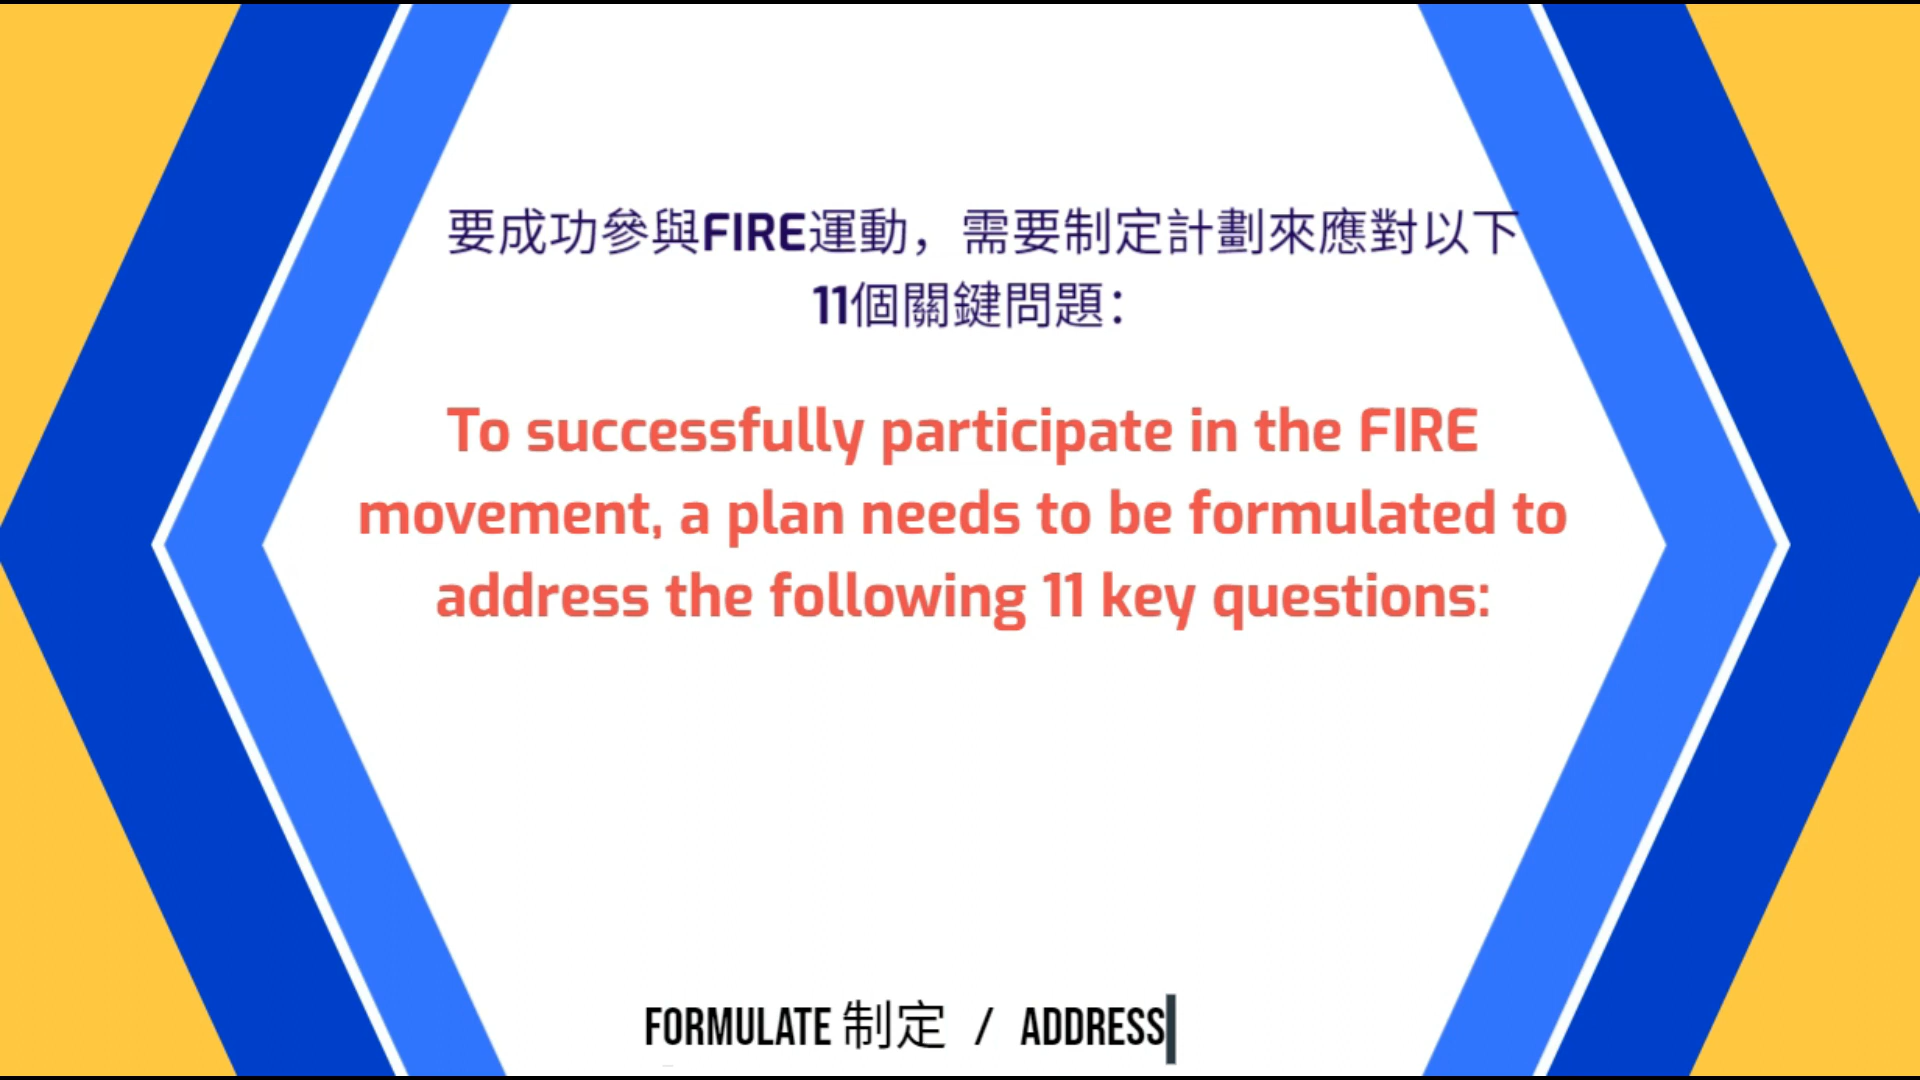 要成功參與FIRE運動，需要制定計劃來應對以下
11個關鍵問題：
To successfully participate in the FIRE
movement, a plan needs to be formulated to
address the following 11 key questions:
FORMULATE 制定 / ADDRESS